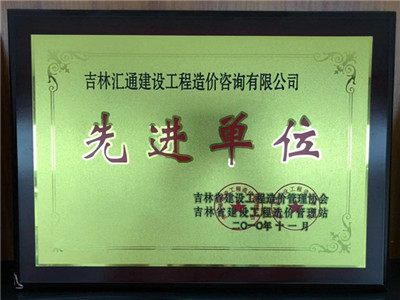 吉林汇通建设工程造价咨询有限公司
先进单位
吉林省建设工程造价管理协会
吉林省建设工程造价管理站
二〇一〇年十一月